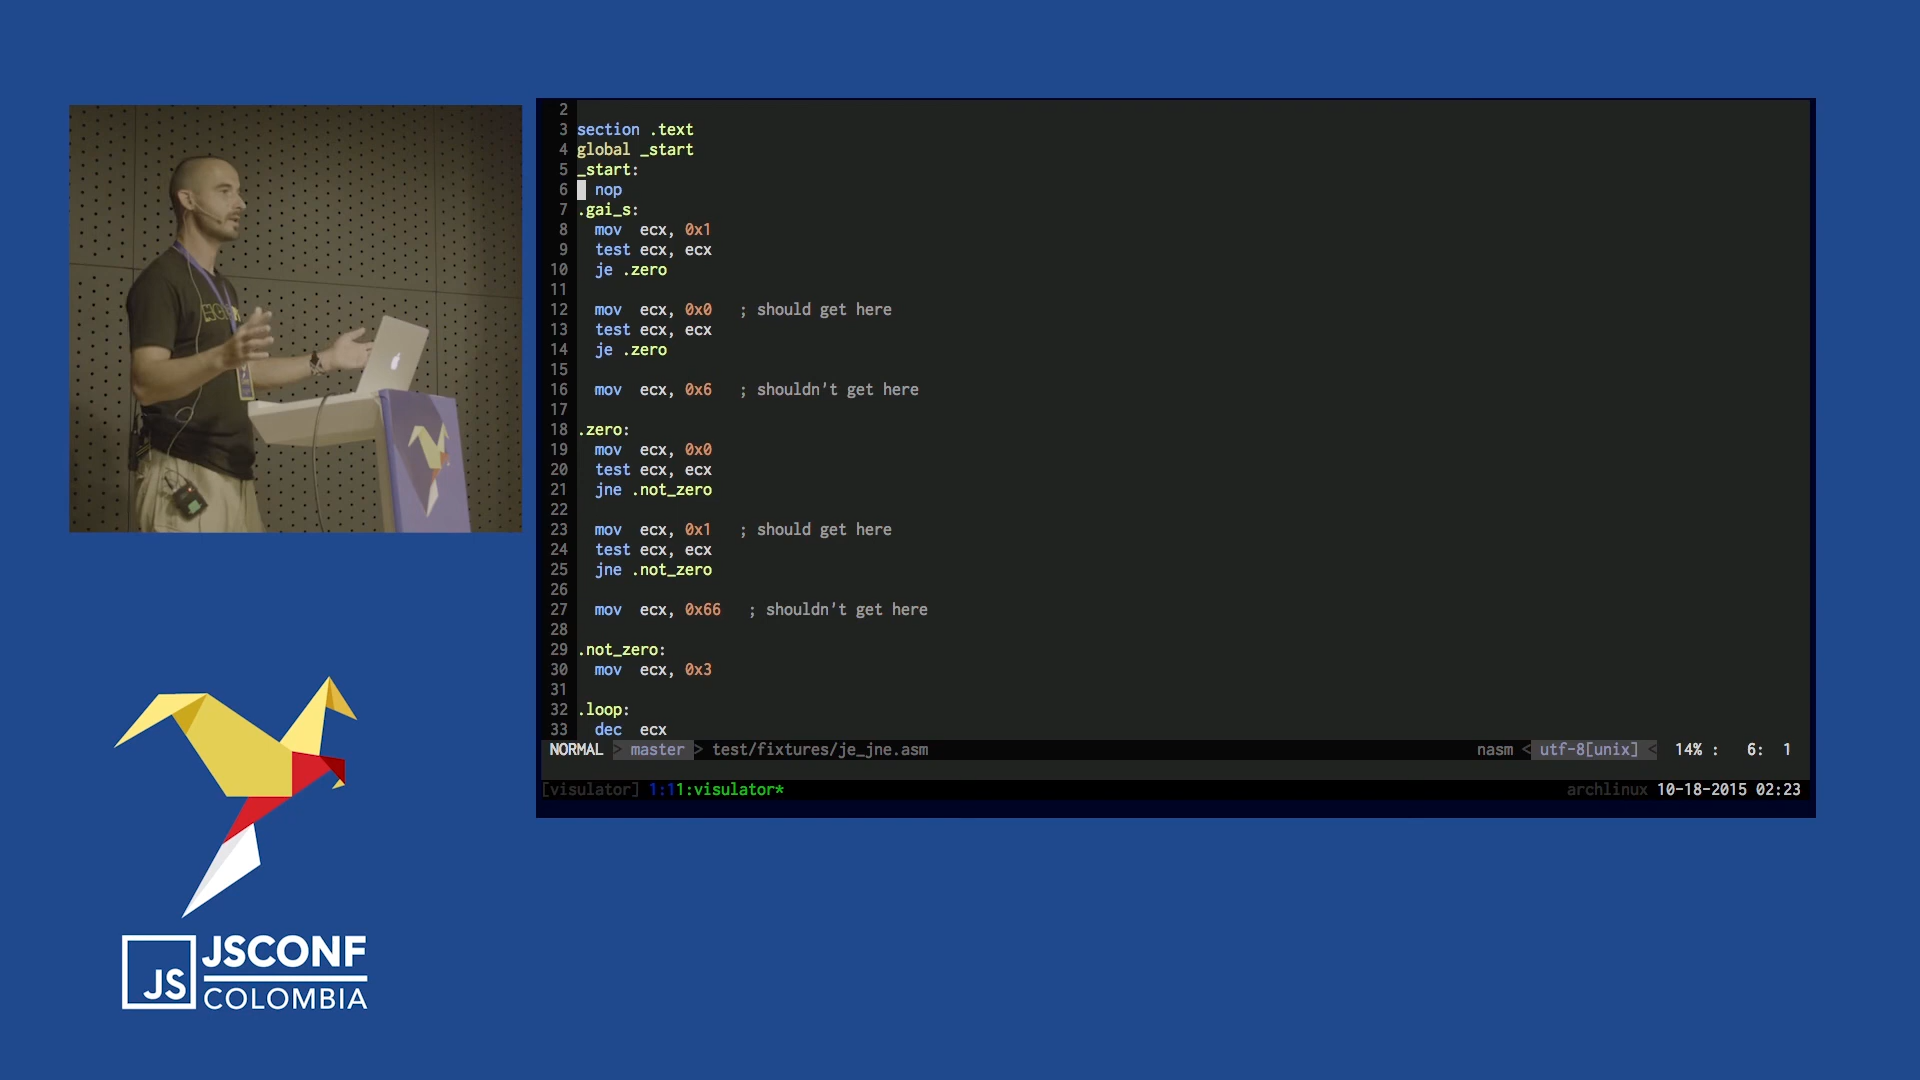 2
3 section .text
4 global _start
5 _start:
6 nop
7 .gai_s:
8 mov ecx, 0x1
9 test ecx, ecx
10 je .zero
11
12 mov ecx, 0x0 ; should get here
13 test ecx, ecx
14 je .zero
15
16 mov ecx, 0x6 ; shouldn't get here
17
18 .zero:
19 mov ecx, 0x0
20 test ecx, ecx
21 jne .not_zero
22
23 mov ecx, 0x1 ; should get here
24 test ecx, ecx
25 jne .not_zero
26
27 mov ecx, 0x66 ; shouldn't get here
28
29 .not_zero:
30 mov ecx, 0x3
31
32 .loop:
33 dec ecx
NORMAL > master > test/fixtures/je_jne.asm nasm < utf-8[unix] < 14% : 6: 1
[visulator] 1:11:visulator* archlinux 10-18-2015 02:23
JS
JSCONF
COLOMBIA